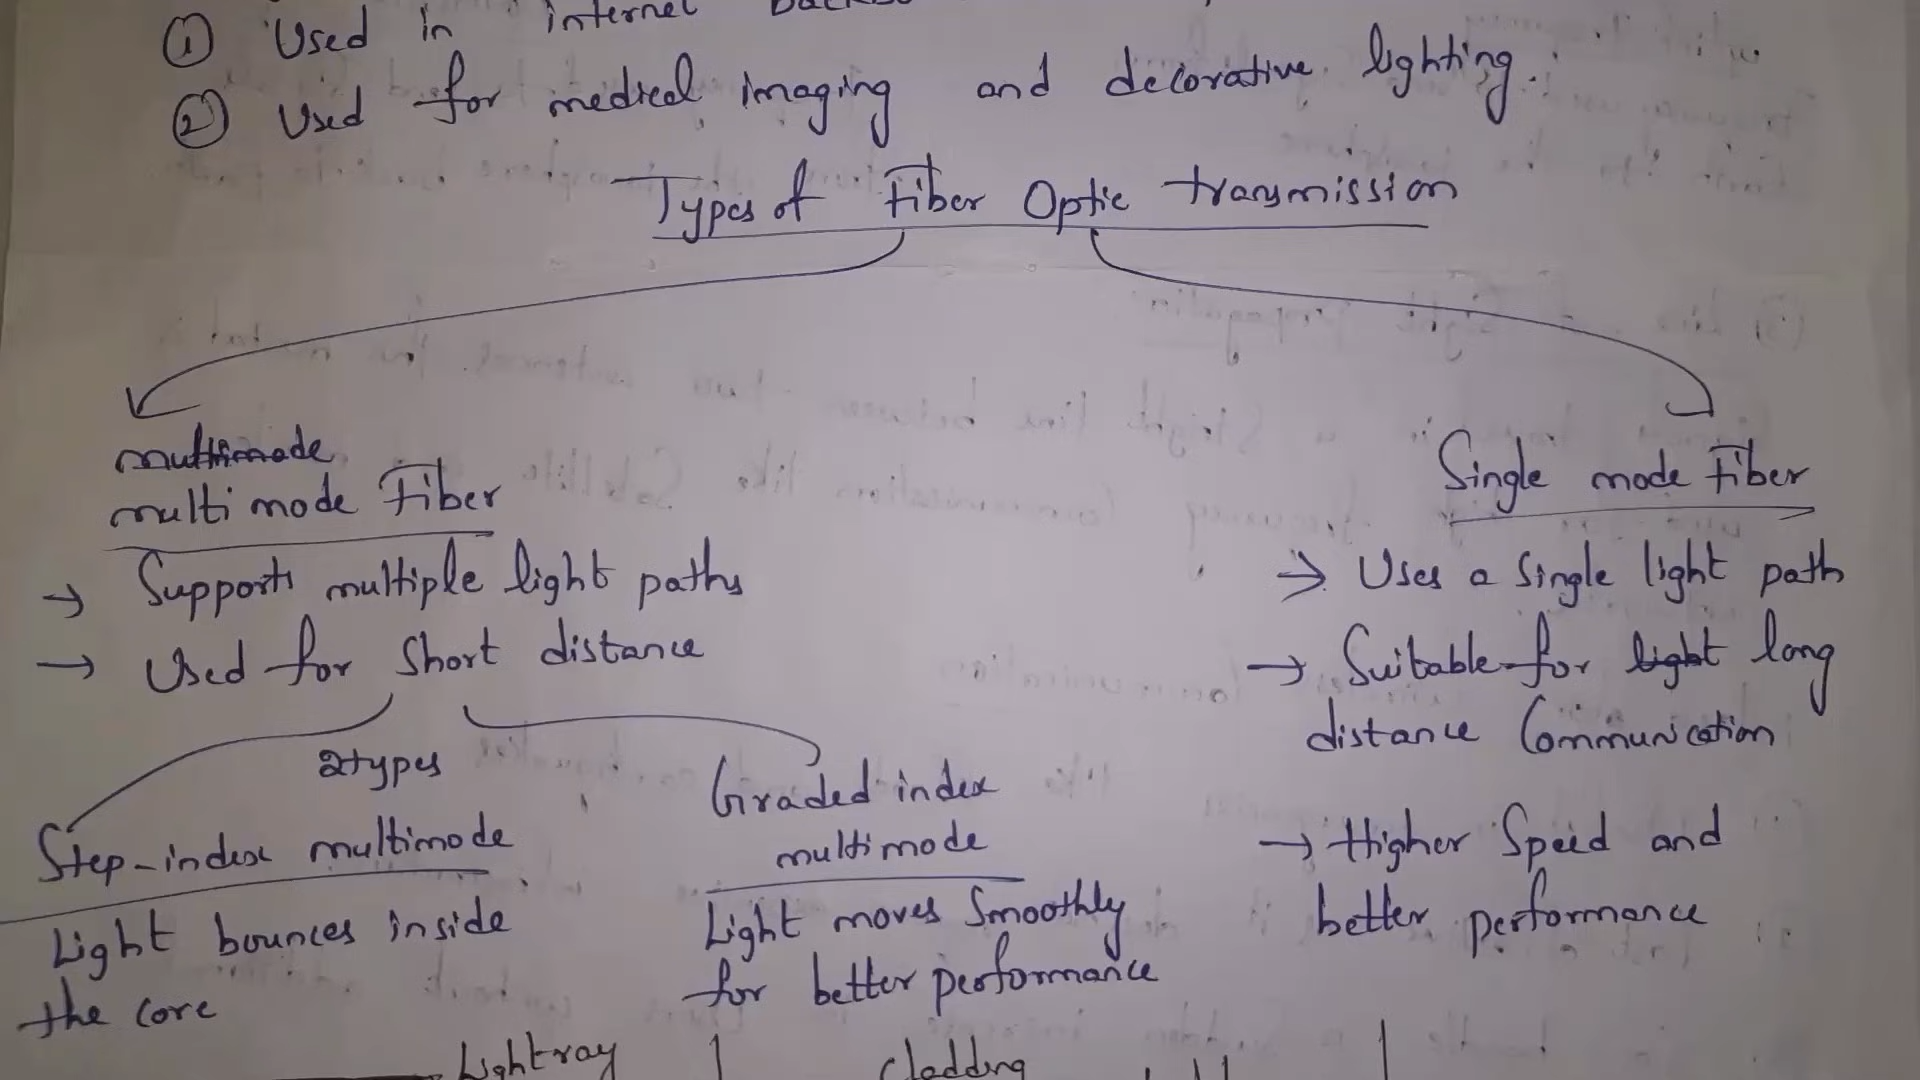 ① Used in internet
② Used for medical imaging and decorative lighting.
Types of Fiber Optic transmission
multimode
multi mode Fiber
→ Supports multiple light paths
→ Used for Short distance
2types
Step-index multimode
Light bounces inside
the core
Graded index
multimode
Light moves Smoothly
for better performance
Single mode Fiber
→ Uses a Single light path
→ Suitable for light long
distance Communication
→ Higher Speed and
better performance
Light ray
cladding